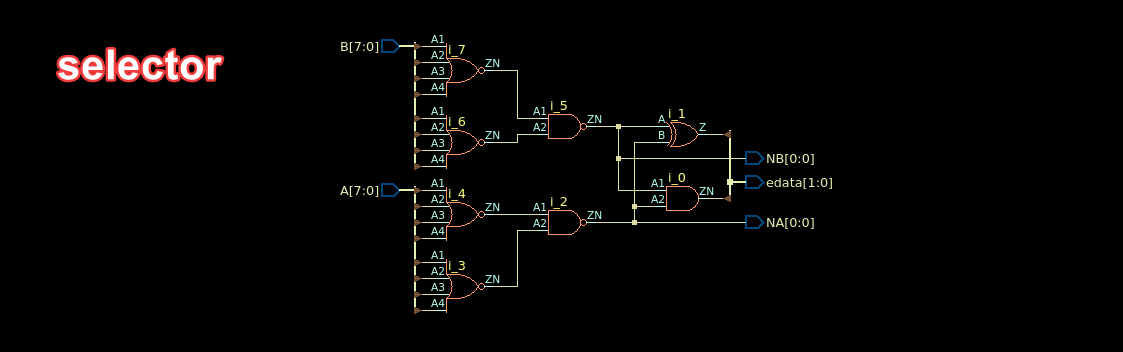 selector
B[7:0]
A1
A2
A3
A4
i_7
ZN
A1
A2
A3
A4
i_6
ZN
A1
A2
i_5
ZN
A
B
i_1
Z
NB[0:0]
edata[1:0]
A1
A2
i_0
ZN
NA[0:0]
A[7:0]
A1
A2
A3
A4
i_4
ZN
A1
A2
i_2
ZN
A1
A2
A3
A4
i_3
ZN